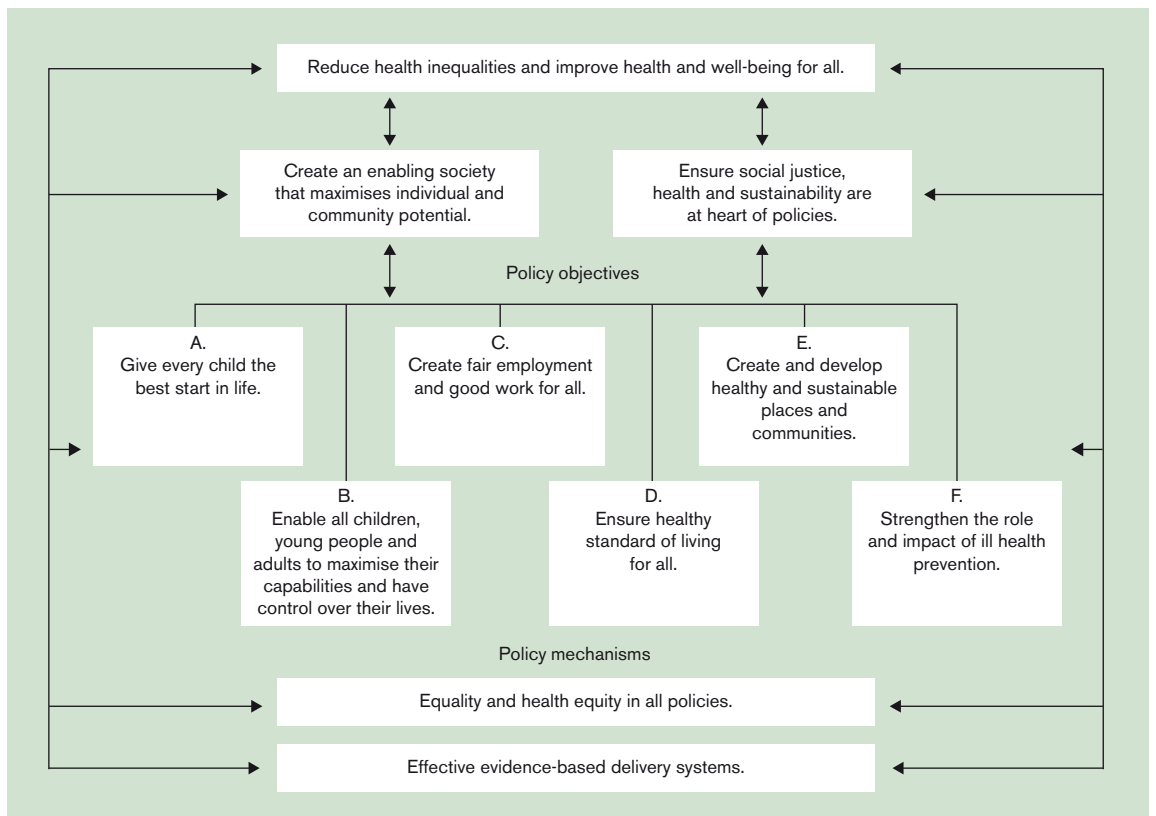 Reduce health inequalities and improve health and well-being for all.
Create an enabling society
that maximises individual and
community potential.
Ensure social justice,
health and sustainability are
at heart of policies.
Policy objectives
A.
Give every child the
best start in life.
B.
Enable all children,
young people and
adults to maximise their
capabilities and have
control over their lives.
C.
Create fair employment
and good work for all.
D.
Ensure healthy
standard of living
for all.
E.
Create and develop
healthy and sustainable
places and
communities.
F.
Strengthen the role
and impact of ill health
prevention.
Policy mechanisms
Equality and health equity in all policies.
Effective evidence-based delivery systems.